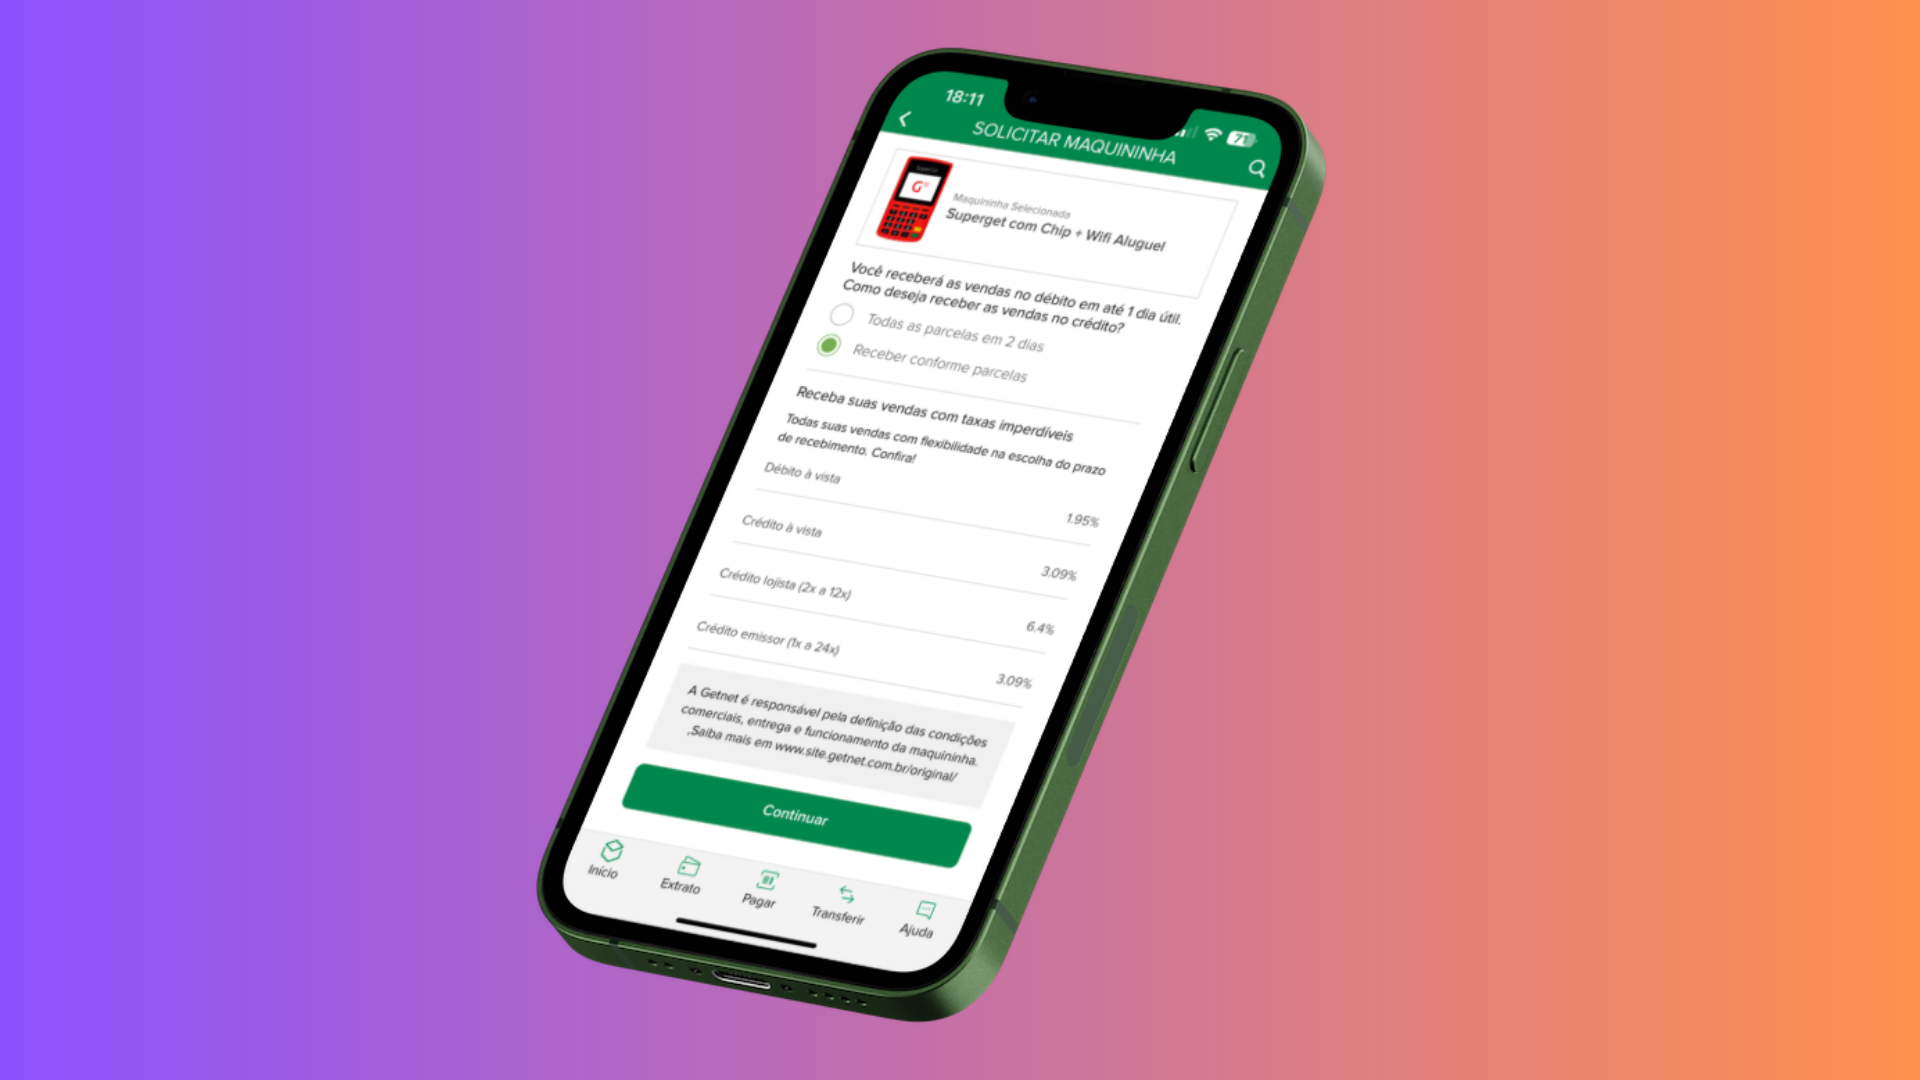 18:11
71
SOLICITAR MAQUININHA
G
Maquininha Selecionada
Superget com Chip + Wifi Aluguel
Você receberá as vendas no débito em até 1 dia útil.
Como deseja receber as vendas no crédito?
Todas as parcelas em 2 dias
Receber conforme parcelas
Receba suas vendas com taxas imperdíveis
Todas suas vendas com flexibilidade na escolha do prazo
de recebimento. Confira!
Débito à vista
1.95%
Crédito à vista
3.09%
Crédito lojista (2x a 12x)
6.4%
Crédito emissor (1x a 24x)
3.09%
A Getnet é responsável pela definição das condições
comerciais, entrega e funcionamento da maquininha.
,Saiba mais em www.site.getnet.com.br/original/
Continuar
Início
Extrato
Pagar
Transferir
Ajuda